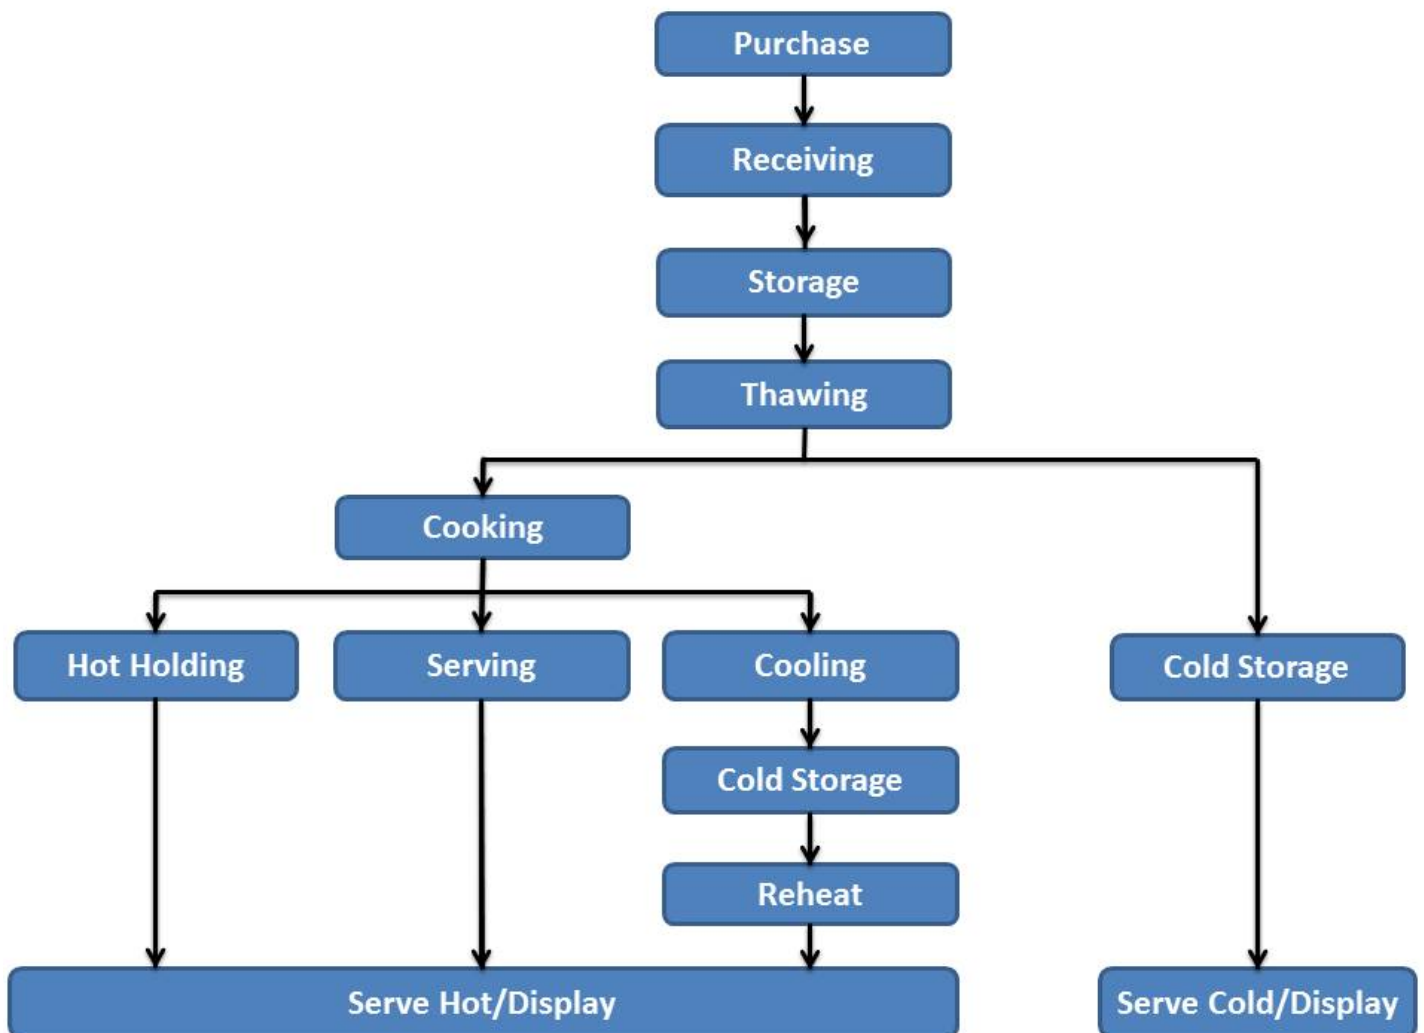 Purchase
Receiving
Storage
Thawing
Cooking
Hot Holding
Serving
Cooling
Cold Storage
Cold Storage
Reheat
Serve Hot/Display
Serve Cold/Display